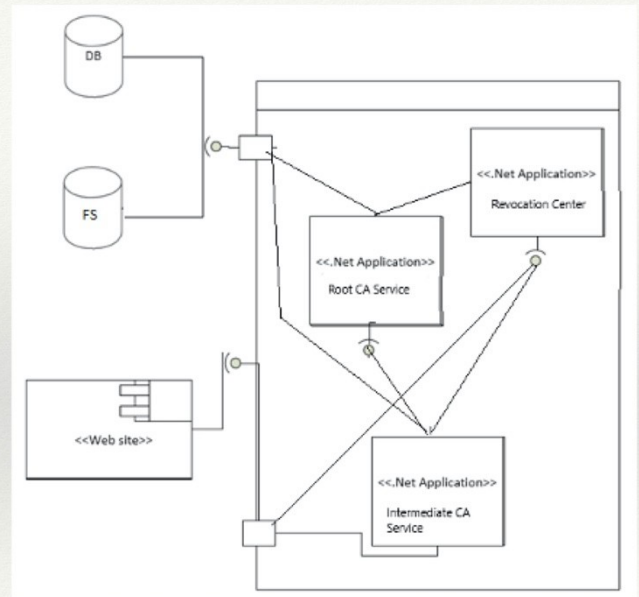 DB
<<.Net Application>>
Revocation Center
FS
<<.Net Application>>
Root CA Service
<<Web site>>
<<.Net Application>>
Intermediate CA
Service